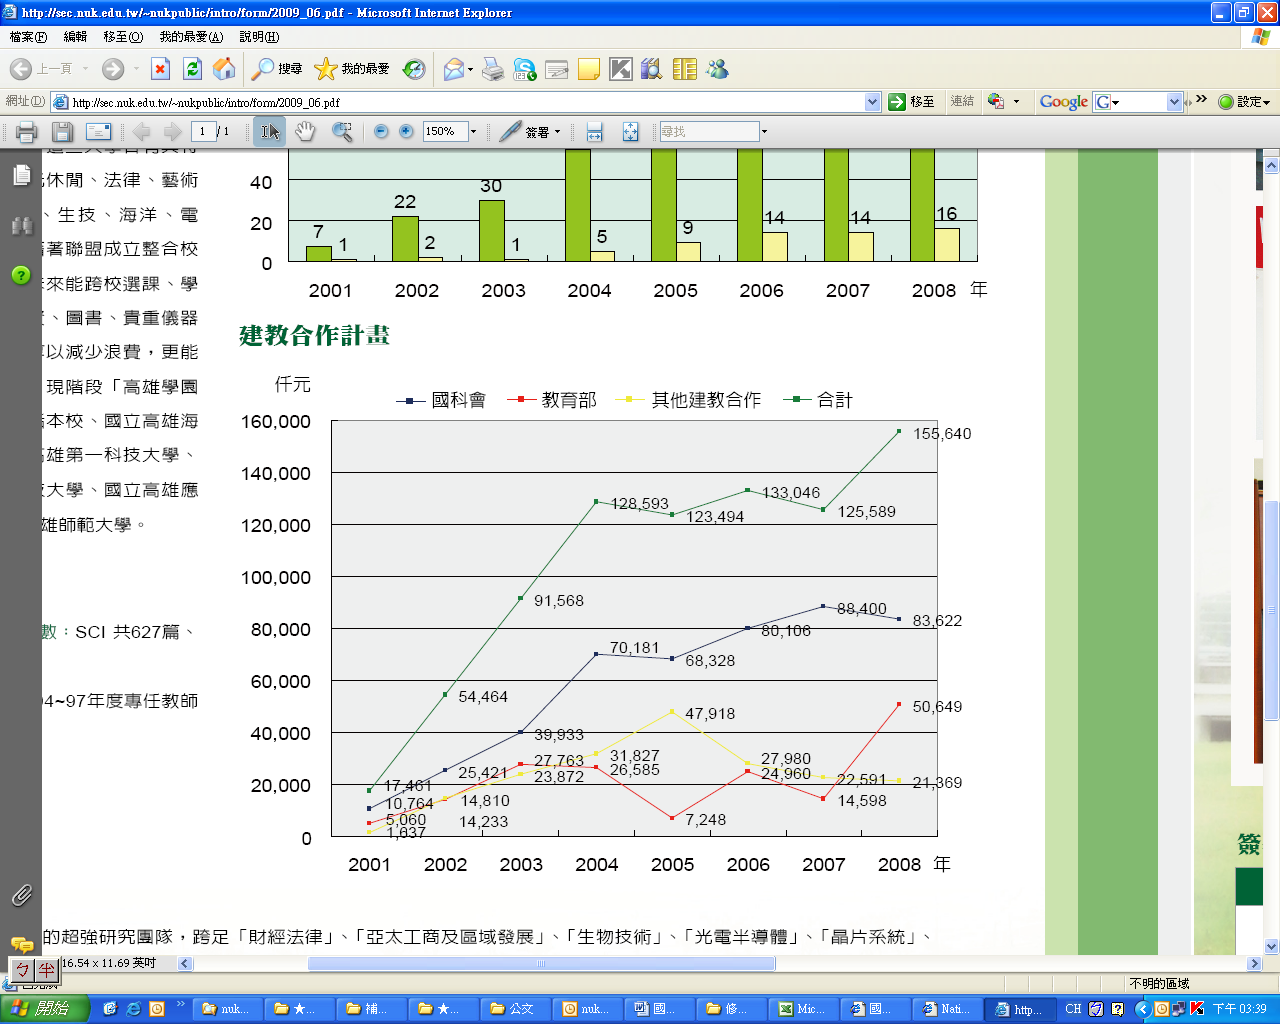 http://sec.nuk.edu.tw/~nukpublic/intro/form/2009_06.pdf - Microsoft Internet Explorer
檔案(F) 編輯 移至(O) 我的最愛(A) 說明(H)
上一頁 搜尋 我的最愛
網址(D) http://sec.nuk.edu.tw/~nukpublic/intro/form/2009_06.pdf 移至 連結 Google G 設定
1 / 1 150% 簽署 尋找
休閒、法律、藝術
、生技、海洋、電
著聯盟成立整合校
來能跨校選課、學
、圖書、貴重儀器
以減少浪費，更能
現階段「高雄學園
本校、國立高雄海
高雄第一科技大學、
大學、國立高雄應
雄師範大學。
數：SCI 共627篇、
94~97年度專任教師
40
20
0
7 1 22 2 30 1 5 9 14 14 16
2001 2002 2003 2004 2005 2006 2007 2008 年
建教合作計畫
仟元
國科會 教育部 其他建教合作 合計
160,000
140,000
120,000
100,000
80,000
60,000
40,000
20,000
0
17,461 54,464 91,568 128,593 123,494 133,046 125,589 155,640
10,764 25,421 39,933 70,181 68,328 80,106 88,400 83,622
5,060 14,233 27,763 26,585 7,248 24,960 14,598 50,649
1,637 14,810 23,872 31,827 47,918 27,980 22,591 21,369
2001 2002 2003 2004 2005 2006 2007 2008 年
的超強研究團隊，跨足「財經法律」、「亞太工商及區域發展」、「生物技術」、「光電半導體」、「晶片系統」、
簽
16.54 x 11.69 英吋
ㄅ 半
不明的區域
開始 nuk... ★... 補... ★... 公文 nuk... 國... 修... Mic... 國... Nati... http... CH 下午 03:39